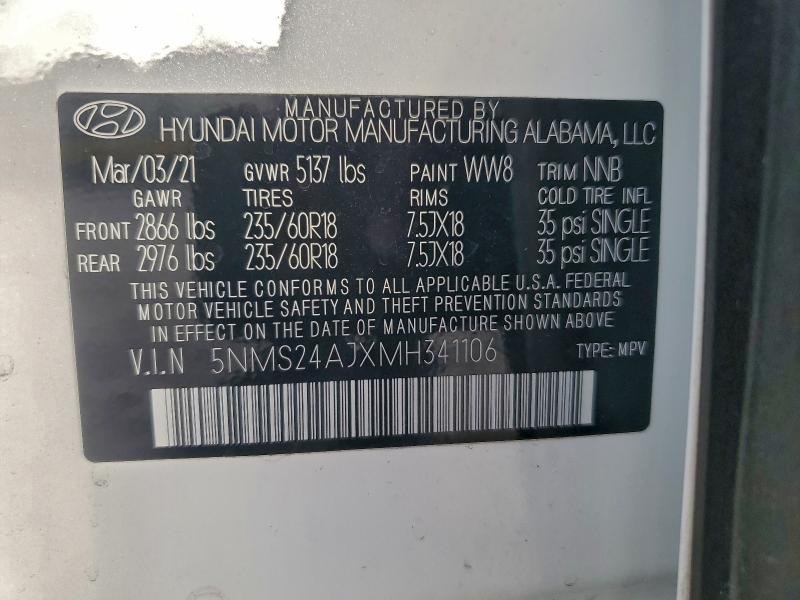 MANUFACTURED BY
HYUNDAI MOTOR MANUFACTURING ALABAMA, LLC
Mar/03/21 GVWR 5137 lbs PAINT WW8 TRIM NNB
GAWR TIRES RIMS COLD TIRE INFL
FRONT 2866 lbs 235/60R18 7.5JX18 35 psi SINGLE
REAR 2976 lbs 235/60R18 7.5JX18 35 psi SINGLE
THIS VEHICLE CONFORMS TO ALL APPLICABLE U.S.A. FEDERAL
MOTOR VEHICLE SAFETY AND THEFT PREVENTION STANDARDS
IN EFFECT ON THE DATE OF MANUFACTURE SHOWN ABOVE.
V.I.N 5NMS24AJXMH341106 TYPE: MPV